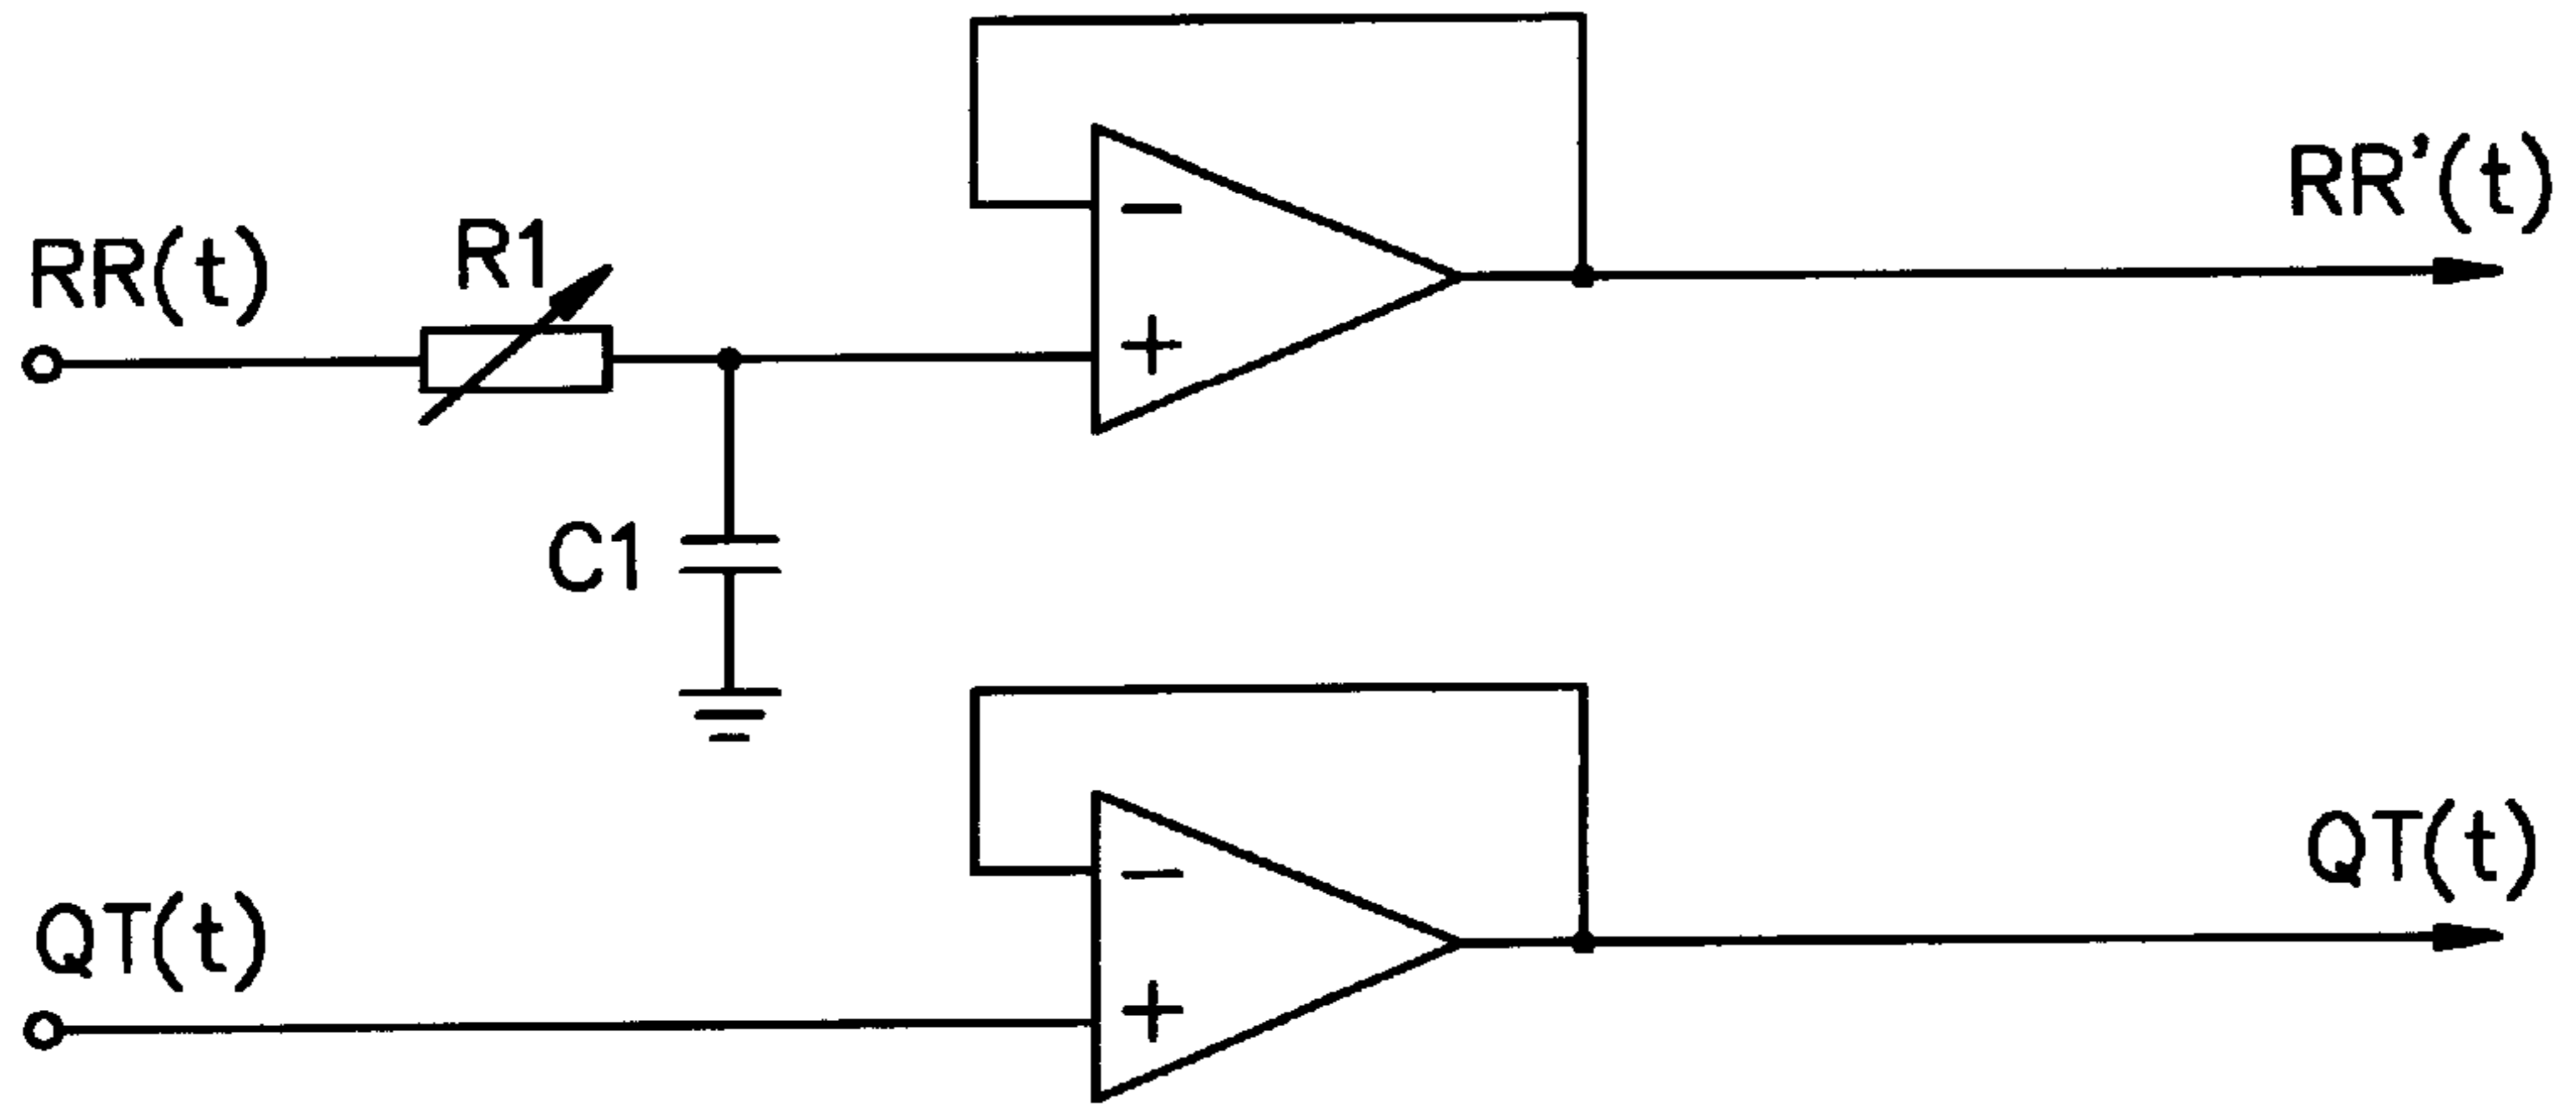 RR(t)
R1
−
+
RR’(t)
C1
QT(t)
−
+
QT(t)